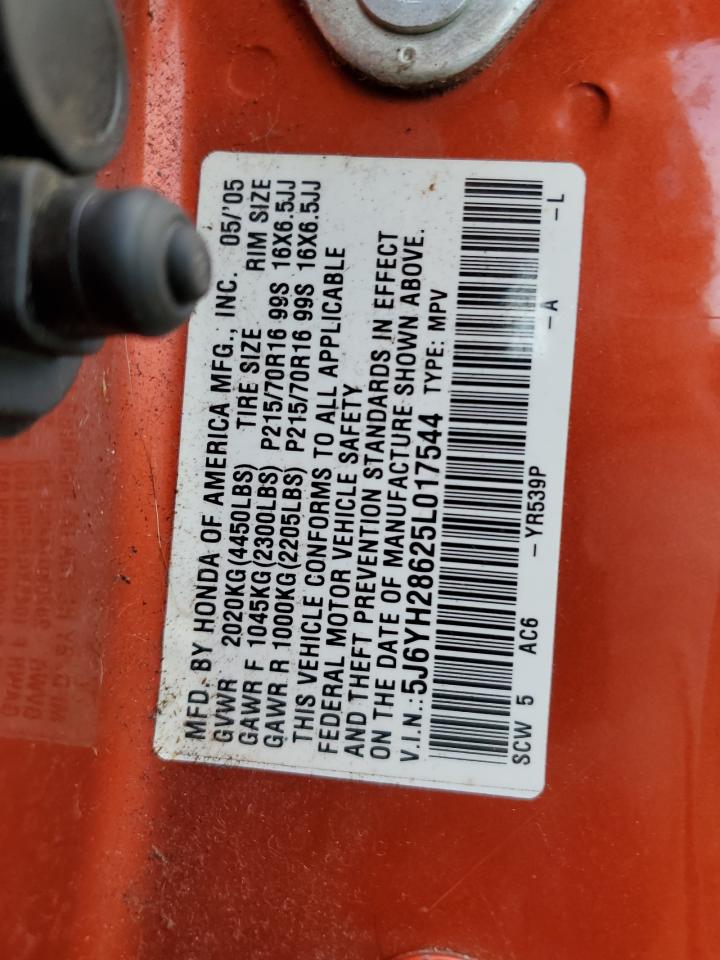 MFD. BY HONDA OF AMERICA MFG., INC. 05/'05
GVWR 2020KG(4450LBS) TIRE SIZE RIM SIZE
GAWR F 1045KG(2300LBS) P215/70R16 99S 16X6.5JJ
GAWR R 1000KG(2205LBS) P215/70R16 99S 16X6.5JJ
THIS VEHICLE CONFORMS TO ALL APPLICABLE
FEDERAL MOTOR VEHICLE SAFETY
AND THEFT PREVENTION STANDARDS IN EFFECT
ON THE DATE OF MANUFACTURE SHOWN ABOVE.
V.I.N.:5J6YH28625L017544 TYPE: MPV
SCW 5 AC6 -YR539P -A -L